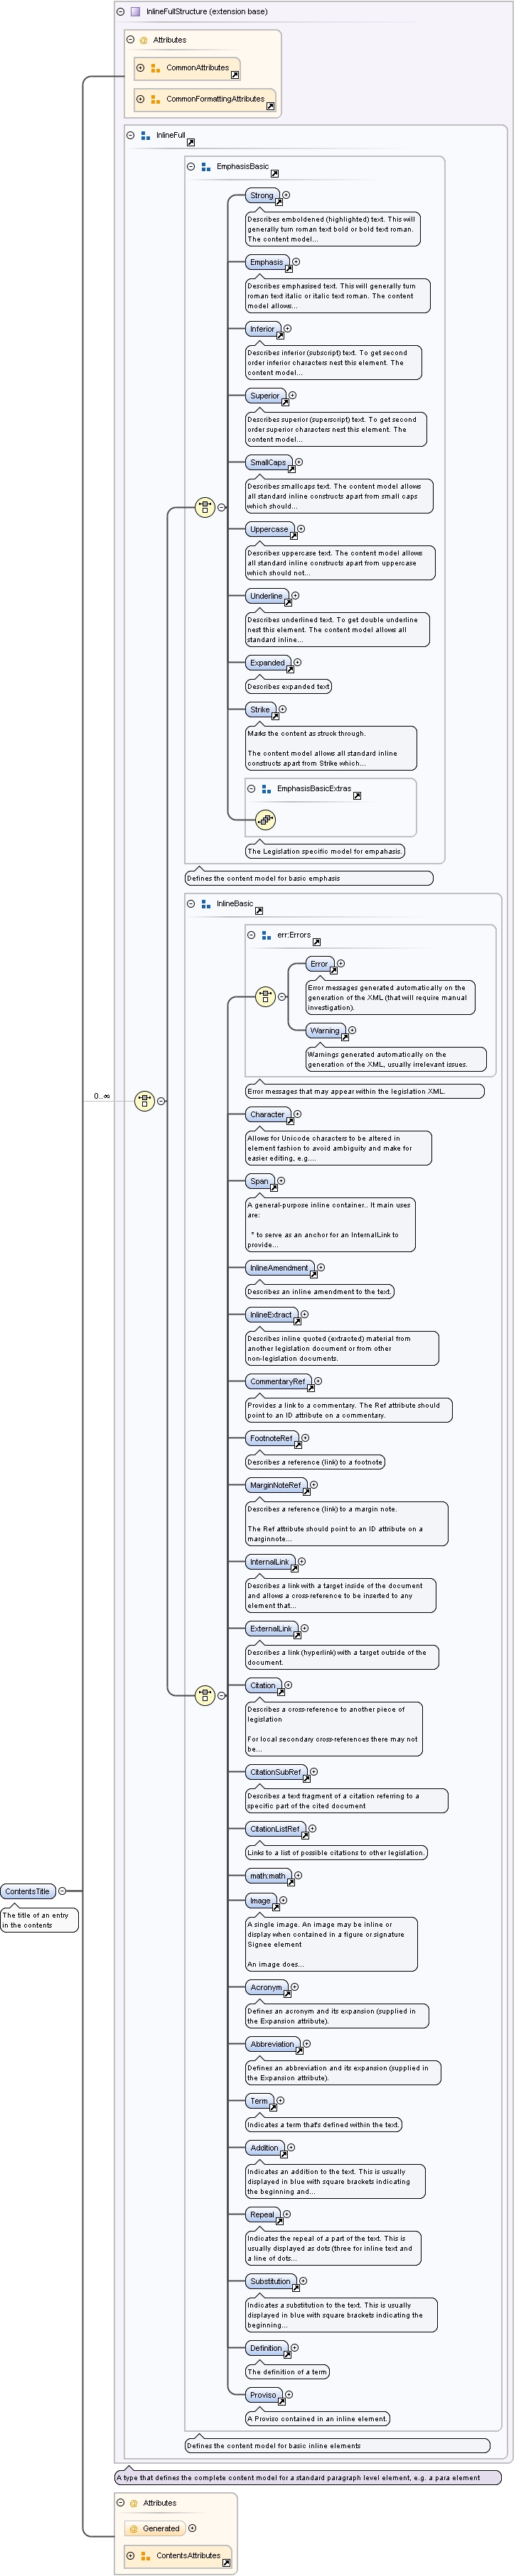 InlineFullStructure (extension base)
@ Attributes
CommonAttributes
CommonFormattingAttributes
InlineFull
EmphasisBasic
Strong
Describes emboldened (highlighted) text. This will
generally turn roman text bold or bold text roman.
The content model...
Emphasis
Describes emphasised text. This will generally turn
roman text italic or italic text roman. The content
model allows...
Inferior
Describes inferior (subscript) text. To get second
order inferior characters nest this element. The
content model...
Superior
Describes superior (superscript) text. To get second
order superior characters nest this element. The
content model...
SmallCaps
Describes smallcaps text. The content model allows
all standard inline constructs apart from small caps
which should...
Uppercase
Describes uppercase text. The content model allows
all standard inline constructs apart from uppercase
which should not...
Underline
Describes underlined text. To get double underline
nest this element. The content model allows all
standard inline...
Expanded
Describes expanded text
Strike
Marks the content as struck through.
The content model allows all standard inline
constructs apart from Strike which...
EmphasisBasicExtras
The Legislation specific model for empahasis.
Defines the content model for basic emphasis
InlineBasic
err:Errors
Error
Error messages generated automatically on the
generation of the XML (that will require manual
investigation).
Warning
Warnings generated automatically on the
generation of the XML, usually irrelevant issues.
Error messages that may appear within the legislation XML.
0..∞
Character
Allows for Unicode characters to be altered in
element fashion to avoid ambiguity and make for
easier editing, e.g....
Span
A general-purpose inline container.. It main uses
are:
* to serve as an anchor for an InternalLink to
provide...
InlineAmendment
Describes an inline amendment to the text.
InlineExtract
Describes inline quoted (extracted) material from
another legislation document or from other
non-legislation documents.
CommentaryRef
Provides a link to a commentary. The Ref attribute should
point to an ID attribute on a commentary.
FootnoteRef
Describes a reference (link) to a footnote
MarginNoteRef
Describes a reference (link) to a margin note.
The Ref attribute should point to an ID attribute on a
marginnote...
InternalLink
Describes a link with a target inside of the document
and allows a cross-reference to be inserted to any
element that...
ExternalLink
Describes a link (hyperlink) with a target outside of the
document.
Citation
Describes a cross-reference to another piece of
legislation
For local secondary cross-references there may not
be...
CitationSubRef
Describes a text fragment of a citation referring to a
specific part of the cited document
CitationListRef
Links to a list of possible citations to other legislation.
math:math
ContentsTitle
The title of an entry
in the contents
Image
A single image. An image may be inline or
display when contained in a figure or signature
Signee element
An image does...
Acronym
Defines an acronym and its expansion (supplied in
the Expansion attribute).
Abbreviation
Defines an abbreviation and its expansion (supplied in
the Expansion attribute).
Term
Indicates a term that's defined within the text.
Addition
Indicates an addition to the text. This is usually
displayed in blue with square brackets indicating
the beginning and...
Repeal
Indicates the repeal of a part of the text. This is
usually displayed as dots (three for inline text and
a line of dots...
Substitution
Indicates a substitution to the text. This is usually
displayed in blue with square brackets indicating the
beginning...
Definition
The definition of a term
Proviso
A Proviso contained in an inline element.
Defines the content model for basic inline elements
A type that defines the complete content model for a standard paragraph level element, e.g. a para element
@ Attributes
@ Generated
ContentsAttributes